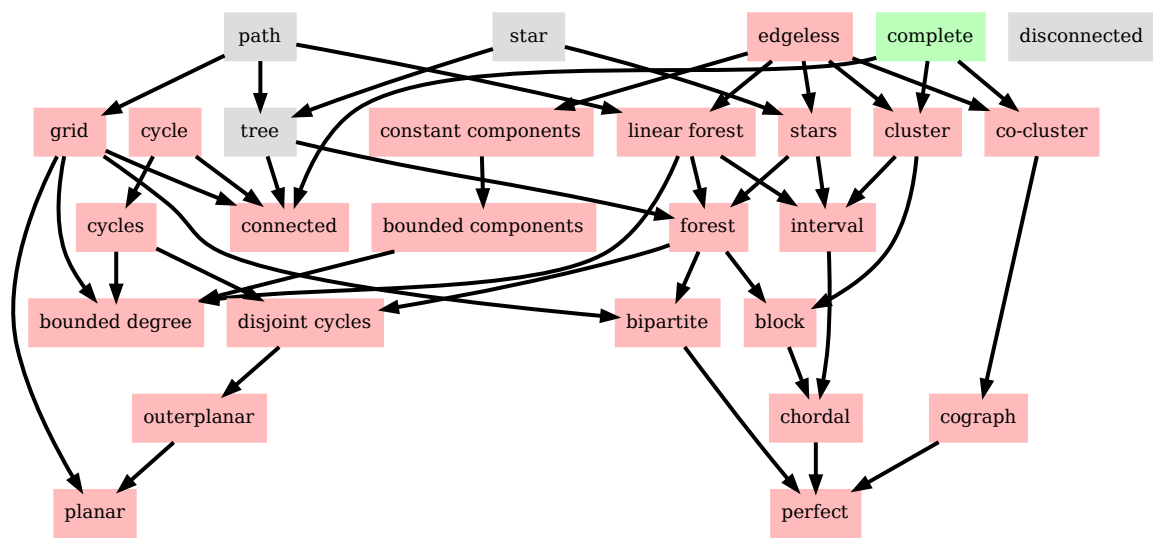 path
star
edgeless
complete
disconnected
grid
cycle
tree
constant components
linear forest
stars
cluster
co-cluster
cycles
connected
bounded components
forest
interval
bounded degree
disjoint cycles
bipartite
block
outerplanar
chordal
cograph
planar
perfect